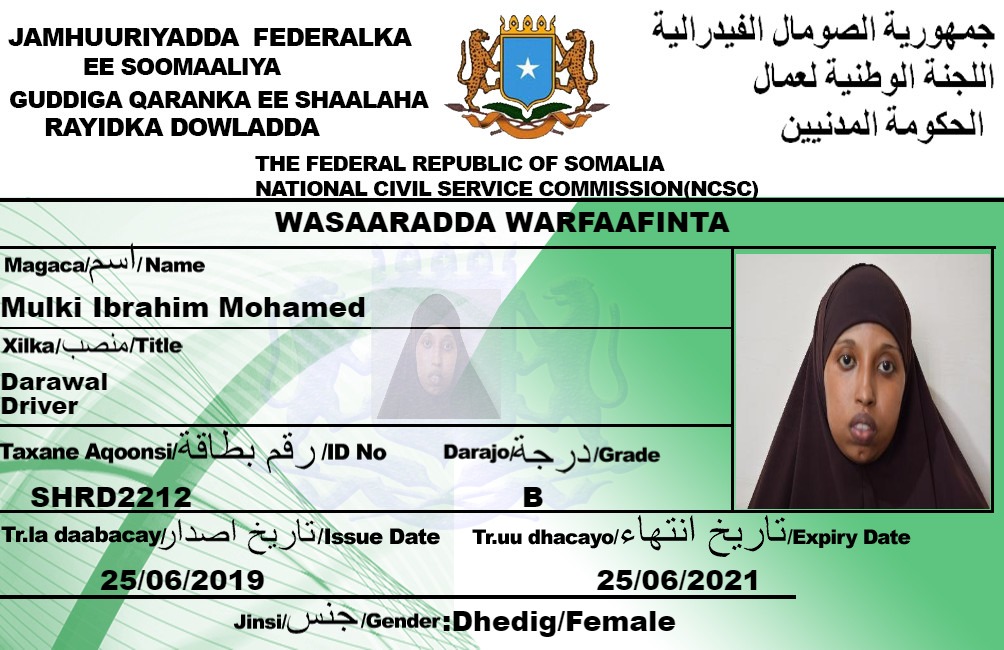 JAMHUURIYADDA FEDERALKA
EE SOOMAALIYA
GUDDIGA QARANKA EE SHAALAHA
RAYIDKA DOWLADDA
جمهورية الصومال الفيدرالية
اللجنة الوطنية لعمال
الحكومة المدنيين
THE FEDERAL REPUBLIC OF SOMALIA
NATIONAL CIVIL SERVICE COMMISSION(NCSC)
WASAARADDA WARFAAFINTA
Magaca/اسم/Name
Mulki Ibrahim Mohamed
Xilka/منصب/Title
Darawal
Driver
Taxane Aqoonsi/رقم بطاقة/ID No
SHRD2212
Darajo/درجة/Grade
B
Tr.la daabacay/تاريخ اصدار/Issue Date
25/06/2019
Tr.uu dhacayo/تاريخ انتهاء/Expiry Date
25/06/2021
Jinsi/جنس/Gender:Dhedig/Female